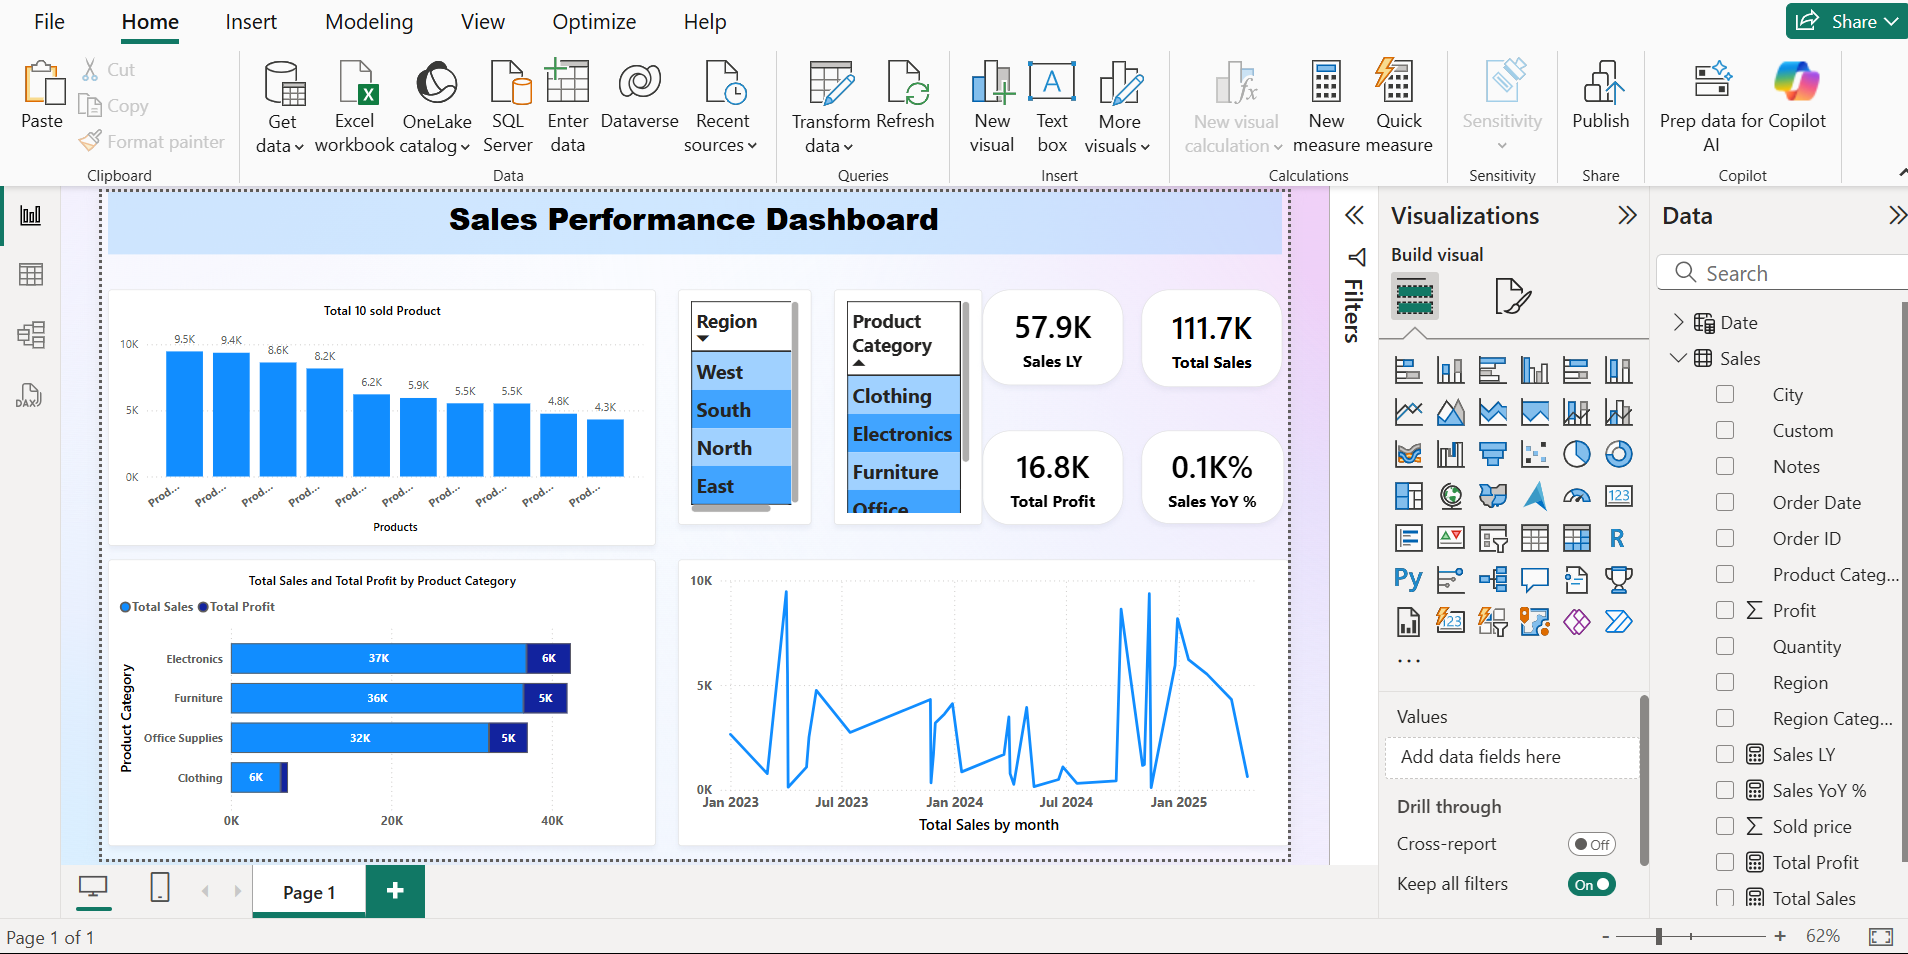 File Home Insert Modeling View Optimize Help Share
Paste
Cut
Copy
Format painter
Clipboard
Get data
Excel workbook
OneLake catalog
SQL Server
Enter data
Dataverse
Recent sources
Data
Transform data
Refresh
Queries
New visual
Text box
More visuals
Insert
New visual calculation
New measure
Quick measure
Calculations
Sensitivity
Sensitivity
Publish
Share
Prep data for AI
Copilot
Copilot
DAX
Sales Performance Dashboard
Total 10 sold Product
10K
5K
0K
9.5K 9.4K 8.6K 8.2K 6.2K 5.9K 5.5K 5.5K 4.8K 4.3K
Prod... Prod... Prod... Prod... Prod... Prod... Prod... Prod... Prod... Prod...
Products
Region
West
South
North
East
Product Category
Clothing
Electronics
Furniture
Office
57.9K
Sales LY
111.7K
Total Sales
16.8K
Total Profit
0.1K%
Sales YoY %
Total Sales and Total Profit by Product Category
Total Sales Total Profit
Product Category
Electronics 37K 6K
Furniture 36K 5K
Office Supplies 32K 5K
Clothing 6K
0K 20K 40K
10K
5K
0K
Jan 2023 Jul 2023 Jan 2024 Jul 2024 Jan 2025
Total Sales by month
Filters
Visualizations
Build visual
123
R
Py
123
...
Values
Add data fields here
Drill through
Cross-report Off
Keep all filters On
Data
Search
Date
Sales
City
Custom
Notes
Order Date
Order ID
Product Categ...
Profit
Quantity
Region
Region Categ...
Sales LY
Sales YoY %
Sold price
Total Profit
Total Sales
Page 1
+
Page 1 of 1
- + 62%